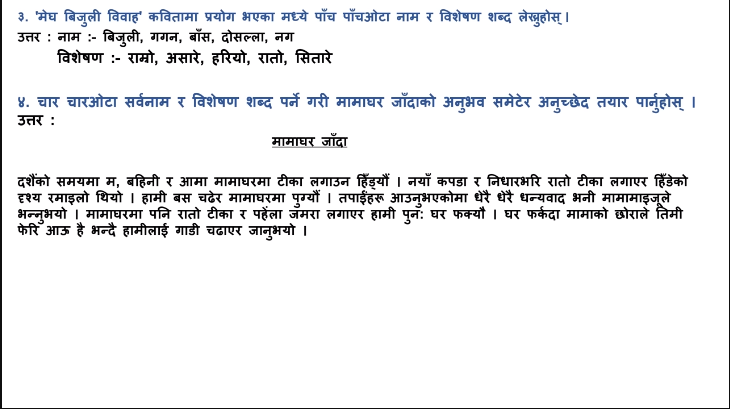 ३. 'मेघ बिजुली विवाह' कवितामा प्रयोग भएका मध्ये पाँच पाँचओटा नाम र विशेषण शब्द लेख्नुहोस् ।
उत्तर : नाम :- बिजुली, गगन, बाँस, दोसल्ला, नग
विशेषण :- रामो, असारे, हरियो, रातो, सितारे
४. चार चारओटा सर्वनाम र विशेषण शब्द पर्ने गरी मामाघर जाँदाको अनुभव समेटेर अनुच्छेद तयार पार्नुहोस् ।
उत्तर :
मामाघर जाँदा
दशैंको समयमा म, बहिनी र आमा मामाघरमा टीका लगाउन हिँड्यौं । नयाँ कपडा र निधारभरि रातो टीका लगाएर हिँडेको
दृश्य रमाइलो थियो । हामी बस चढेर मामाघरमा पुग्यौं । तपाईंहरू आउनुभएकोमा धेरै धेरै धन्यवाद भनी मामामाइजूले
भन्नुभयो । मामाघरमा पनि रातो टीका र पहेंला जमरा लगाएर हामी पुन: घर फक्यौ । घर फर्कदा मामाको छोराले तिमी
फेरि आऊ है भन्दै हामीलाई गाडी चढाएर जानुभयो ।